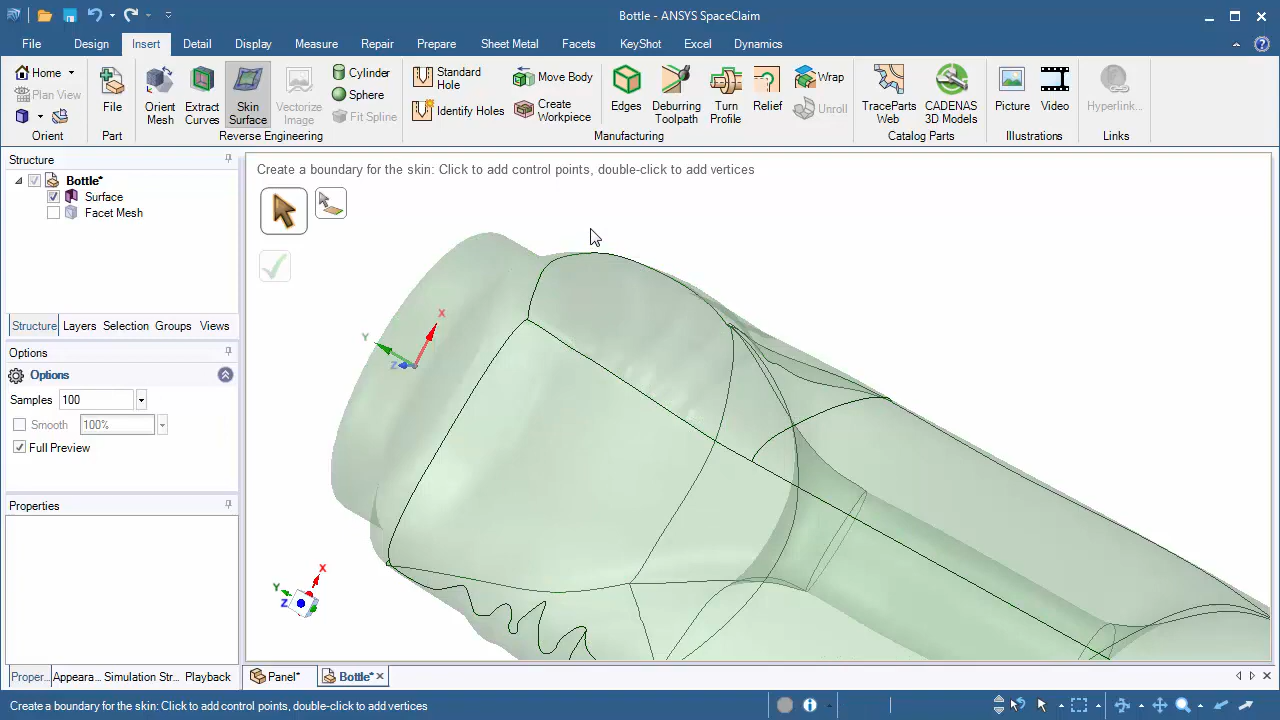 Bottle - ANSYS SpaceClaim
File Design Insert Detail Display Measure Repair Prepare Sheet Metal Facets KeyShot Excel Dynamics
Home
Plan View
Orient
File
Part
Orient Mesh
Extract Curves
Skin Surface
Vectorize Image
Cylinder
Sphere
Fit Spline
Reverse Engineering
Standard Hole
Identify Holes
Move Body
Create Workpiece
Edges
Deburring Toolpath
Turn Profile
Relief
Wrap
Unroll
Manufacturing
TraceParts Web
CADENAS 3D Models
Catalog Parts
Picture
Video
Illustrations
Hyperlink...
Links
Structure
Bottle*
Surface
Facet Mesh
Structure Layers Selection Groups Views
Options
Options
Samples 100
Smooth 100%
Full Preview
Properties
Proper... Appeara... Simulation Str... Playback
Create a boundary for the skin: Click to add control points, double-click to add vertices
X
Y
Z
X
Y
Z
Panel* Bottle*
Create a boundary for the skin: Click to add control points, double-click to add vertices